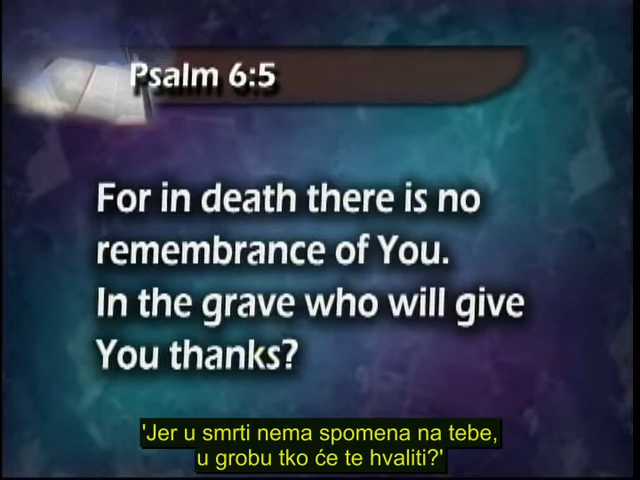 Psalm 6:5
For in death there is no
remembrance of You.
In the grave who will give
You thanks?
'Jer u smrti nema spomena na tebe,
u grobu tko će te hvaliti?'